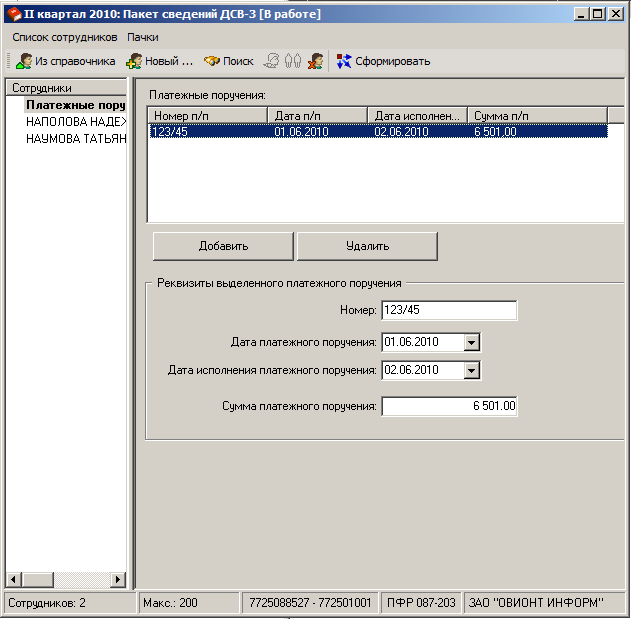 II квартал 2010: Пакет сведений ДСВ-3 [В работе]
Список сотрудников Пачки
Из справочника Новый ... Поиск Сформировать
Сотрудники
Платежные пору
НАПОЛОВА НАДЕЖ
НАУМОВА ТАТЬЯН
Платежные поручения:
Номер п/п Дата п/п Дата исполнен... Сумма п/п
123/45 01.06.2010 02.06.2010 6 501.00
Добавить Удалить
Реквизиты выделенного платежного поручения
Номер: 123/45
Дата платежного поручения: 01.06.2010
Дата исполнения платежного поручения: 02.06.2010
Сумма платежного поручения: 6 501.00
Сотрудников: 2 Макс.: 200 7725088527 - 772501001 ПФР 087-203 ЗАО "ОВИОНТ ИНФОРМ"